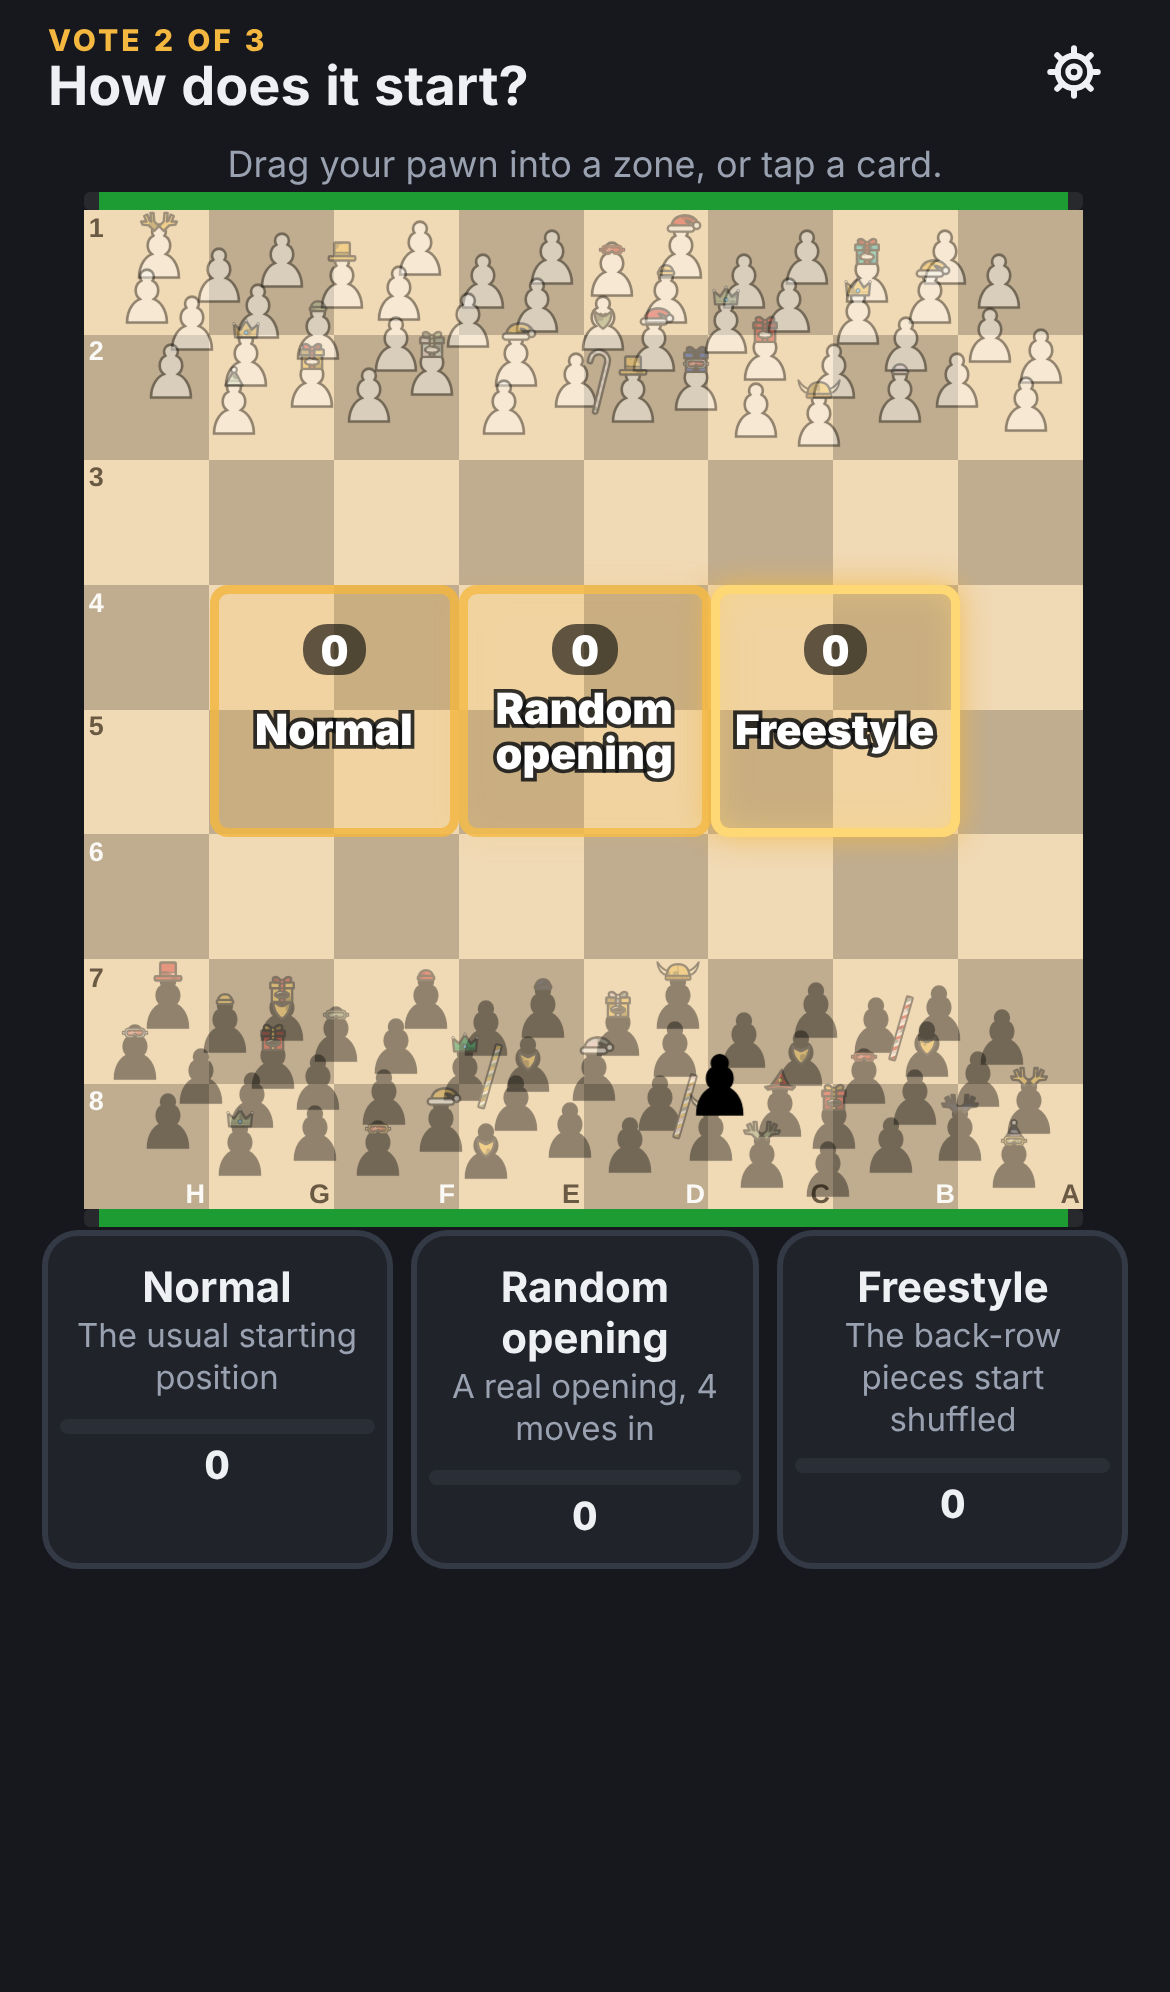 VOTE 2 OF 3
How does it start?
Drag your pawn into a zone, or tap a card.
1
2
3
4
0
0
0
Normal
Random
opening
Freestyle
5
6
7
8
H
G
F
E
D
C
B
A
Normal
The usual starting
position
0
Random
opening
A real opening, 4
moves in
0
Freestyle
The back-row
pieces start
shuffled
0